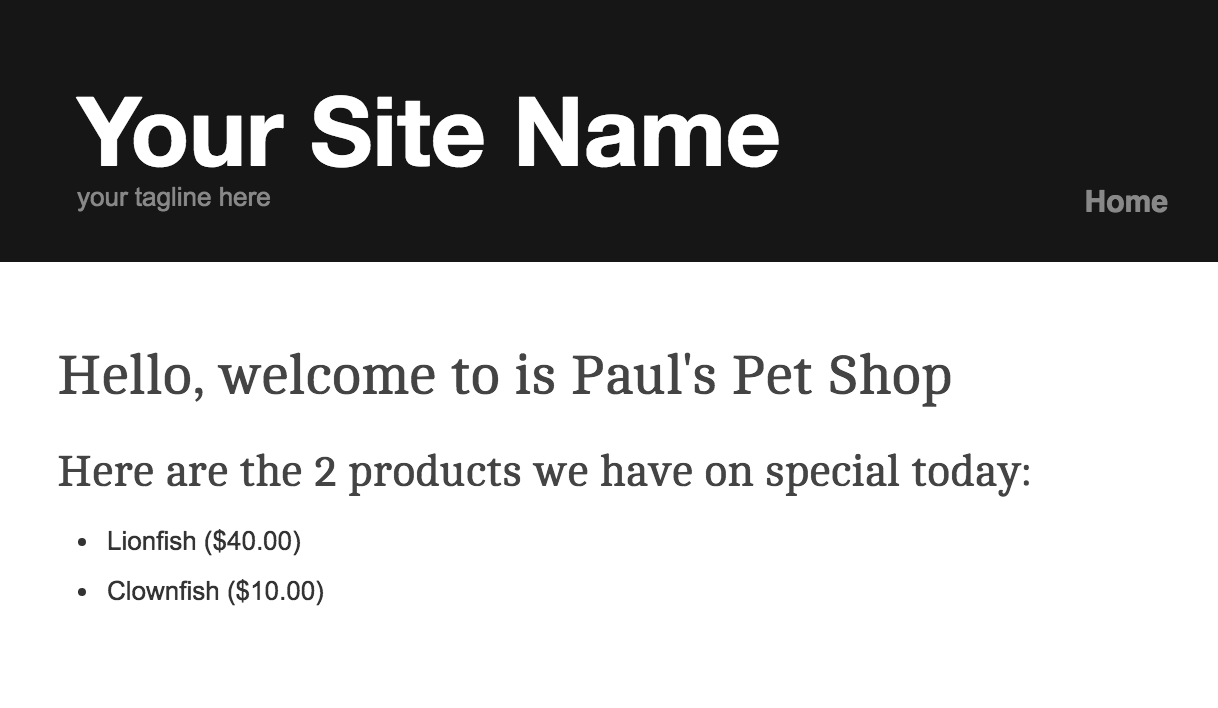 Your Site Name
your tagline here
Home
Hello, welcome to is Paul's Pet Shop
Here are the 2 products we have on special today:
• Lionfish ($40.00)
• Clownfish ($10.00)